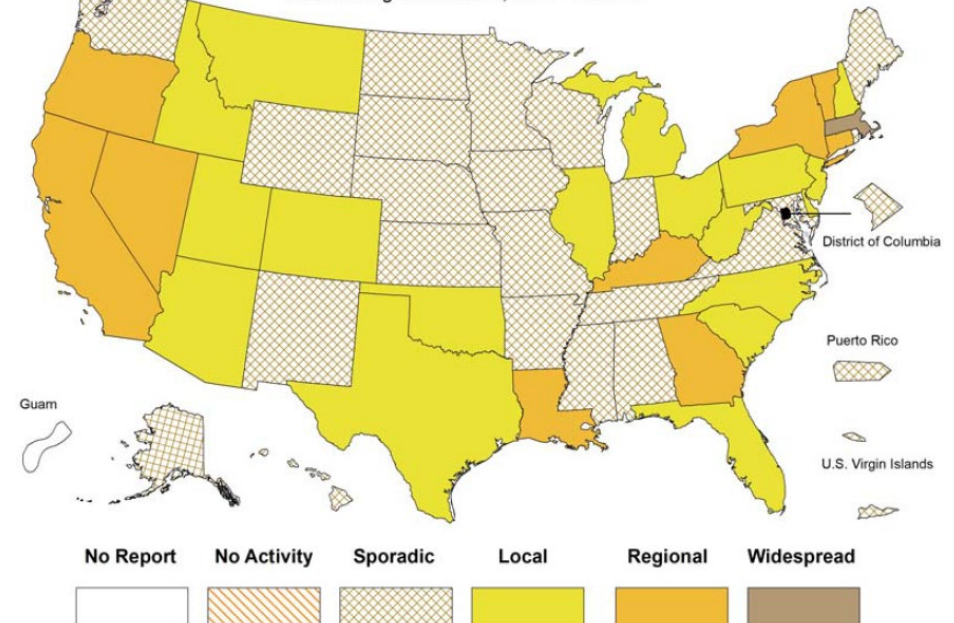 District of Columbia
Puerto Rico
Guam
U.S. Virgin Islands
No Report No Activity Sporadic Local Regional Widespread